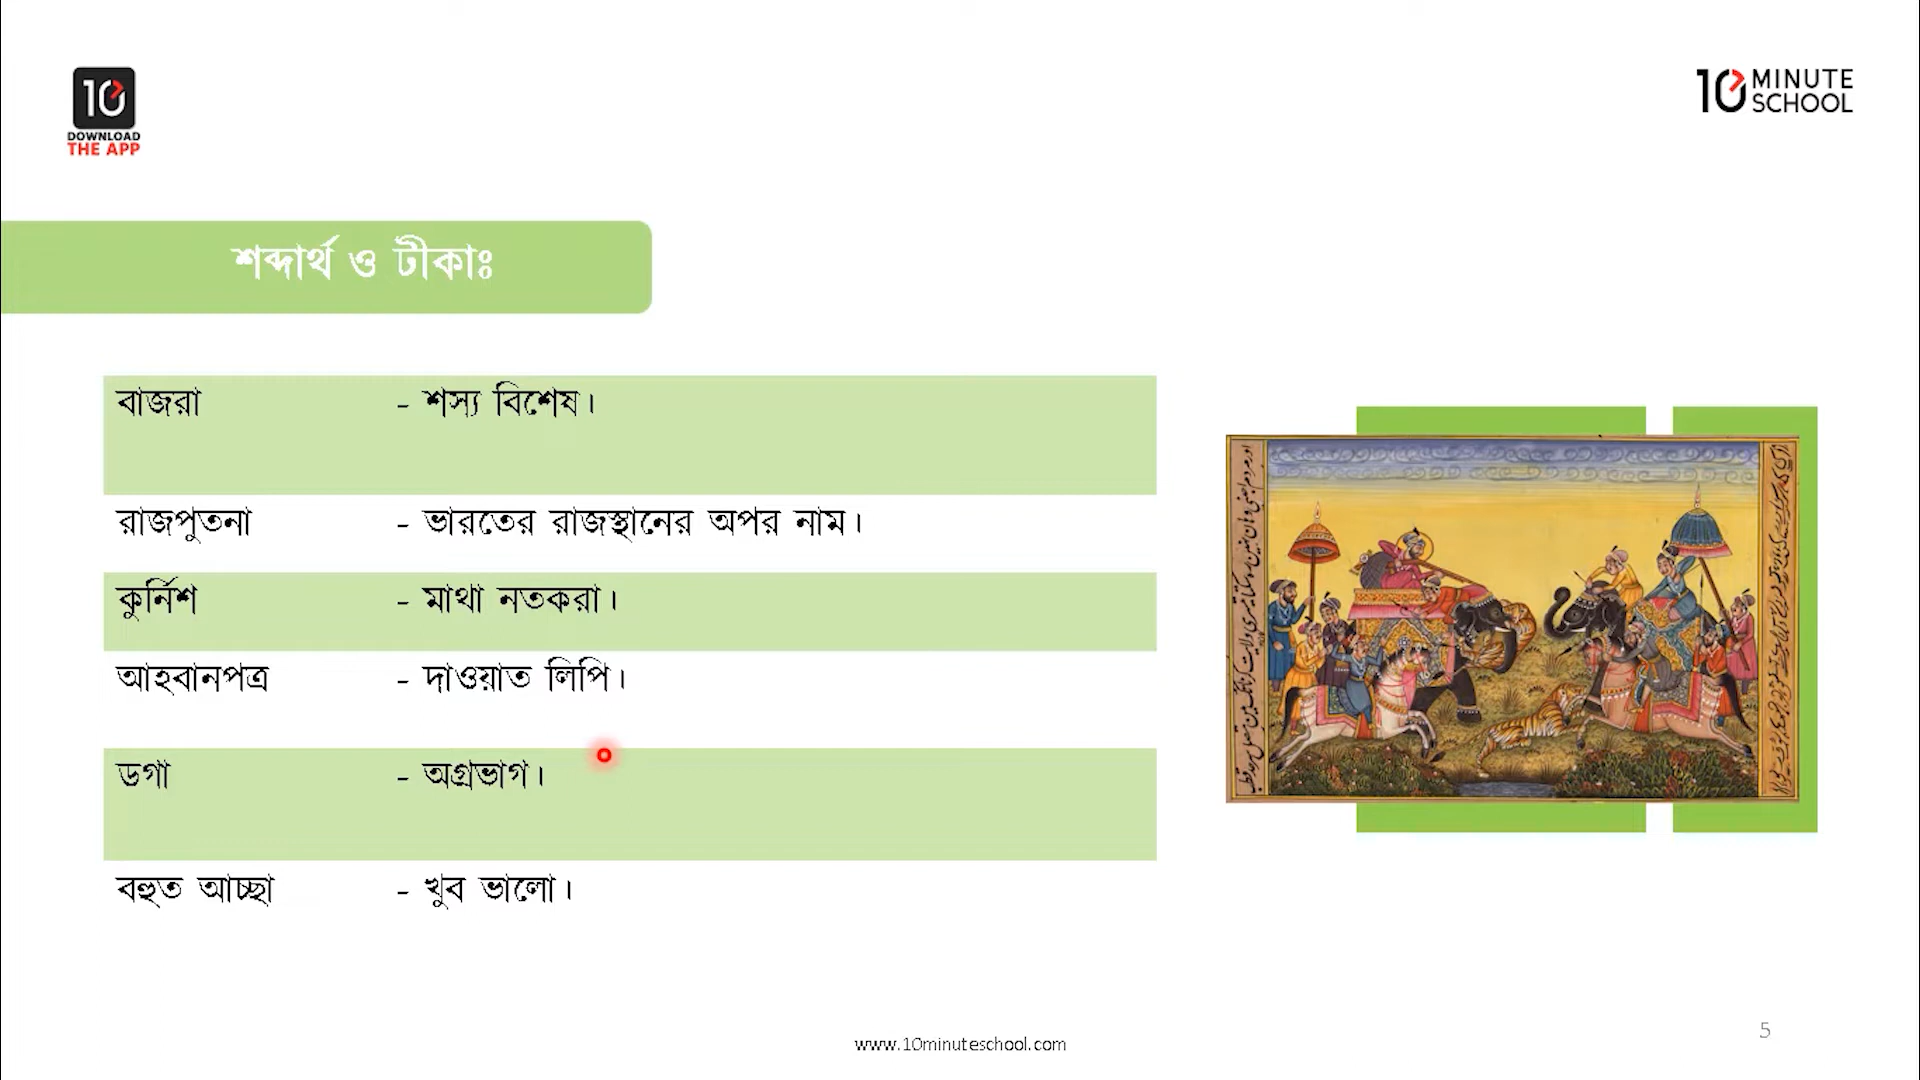 10
DOWNLOAD
THE APP
10 MINUTE
SCHOOL
শব্দার্থ ও টীকাঃ
বাজরা - শস্য বিশেষ।
রাজপুতনা - ভারতের রাজস্থানের অপর নাম।
কুর্নিশ - মাথা নতকরা।
আহবানপত্র - দাওয়াত লিপি।
ডগা - অগ্রভাগ।
বহুত আচ্ছা - খুব ভালো।
www.10minuteschool.com
5